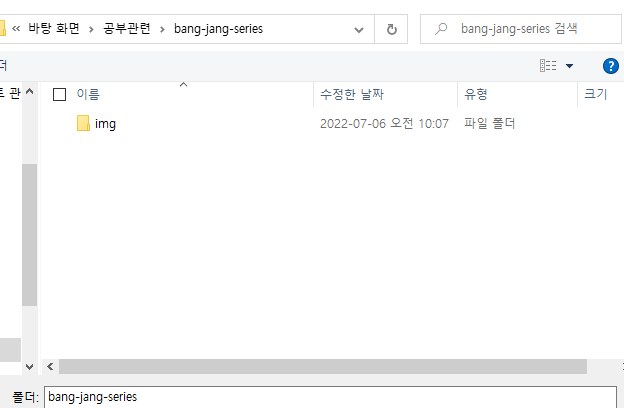 « 바탕 화면 › 공부관련 › bang-jang-series
bang-jang-series 검색
더
트 관
이름 수정한 날짜 유형 크기
img 2022-07-06 오전 10:07 파일 폴더
폴더: bang-jang-series